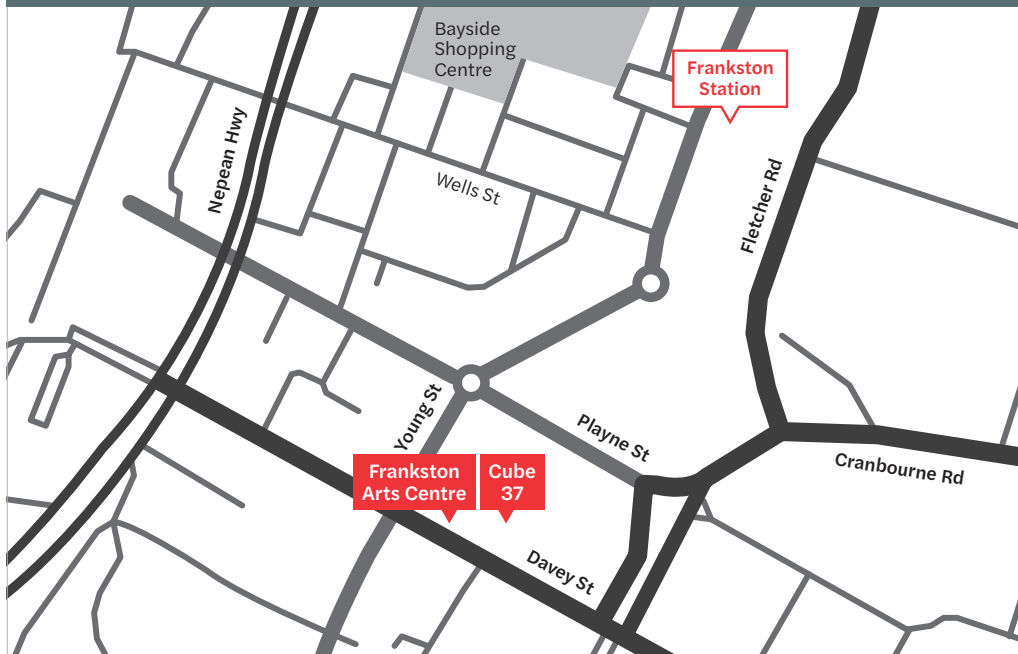 Bayside
Shopping
Centre
Frankston
Station
Nepean Hwy
Wells St
Fletcher Rd
Young St
Playne St
Cranbourne Rd
Frankston
Arts Centre
Cube
37
Davey St